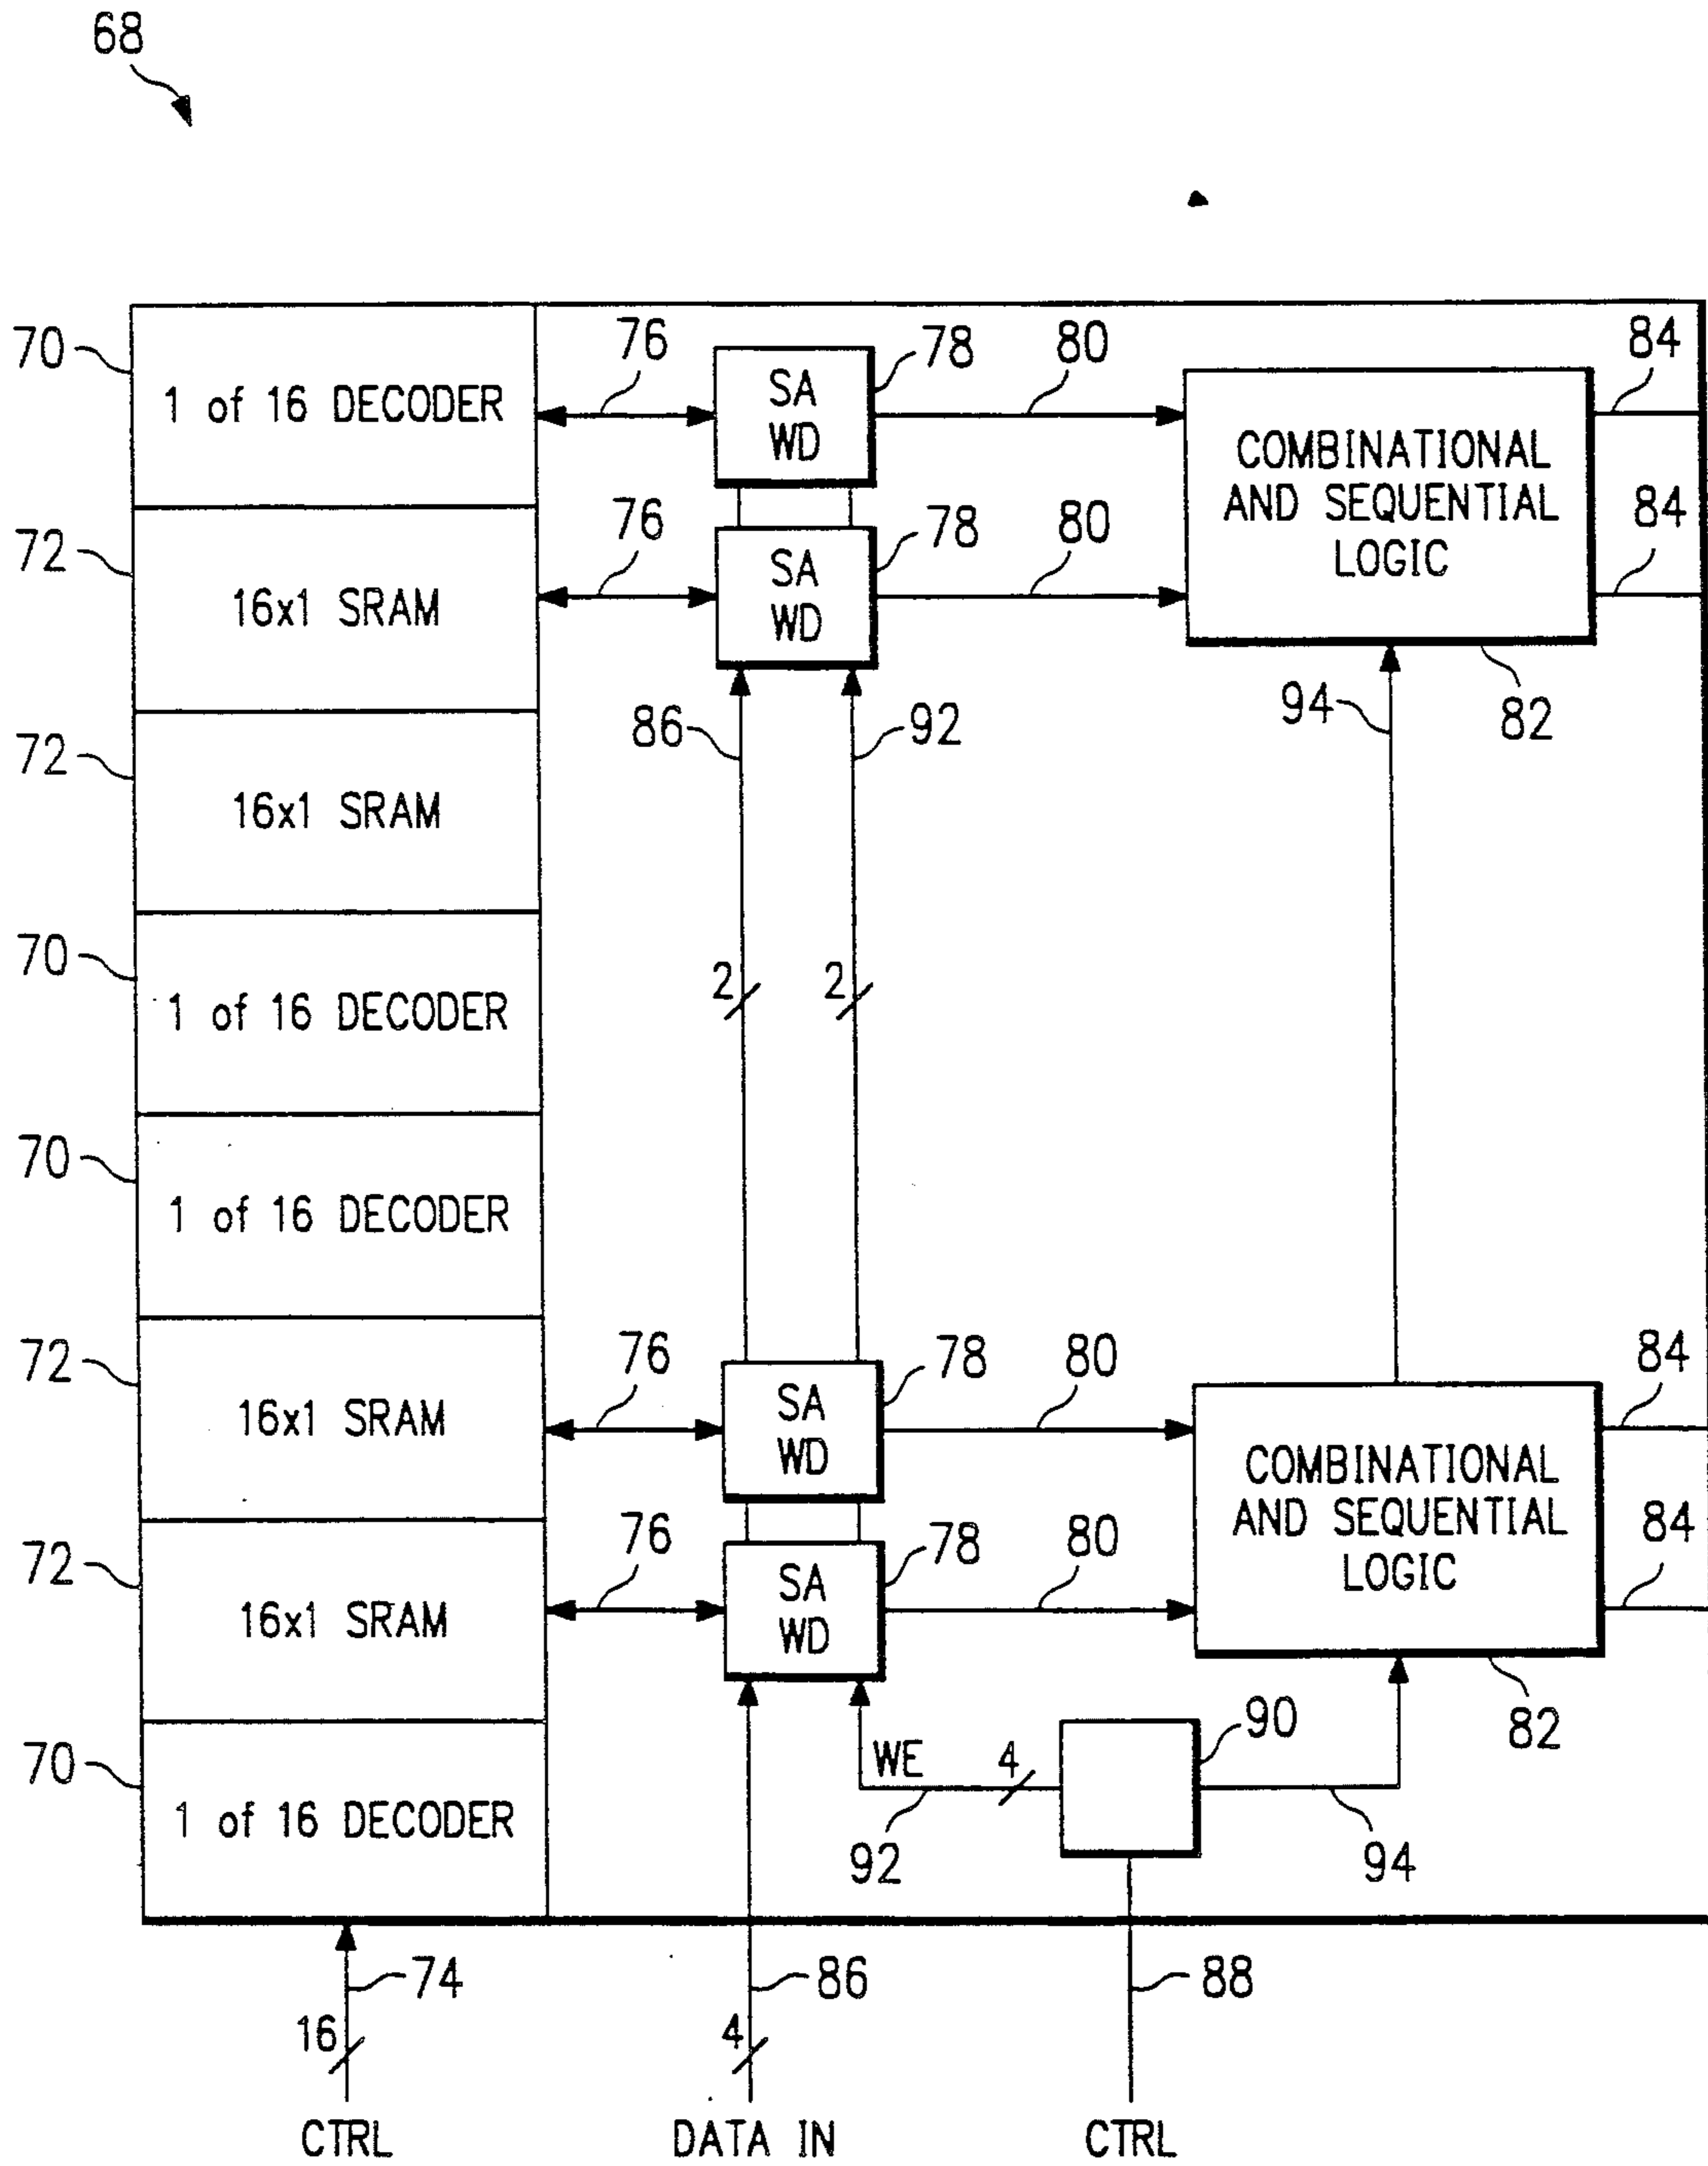 68
70
1 of 16 DECODER
76
SA
WD
78
80
COMBINATIONAL
AND SEQUENTIAL
LOGIC
84
72
16x1 SRAM
76
SA
WD
78
80
84
72
16x1 SRAM
86
92
94
82
70
1 of 16 DECODER
2
2
70
1 of 16 DECODER
72
16x1 SRAM
76
SA
WD
78
80
COMBINATIONAL
AND SEQUENTIAL
LOGIC
84
72
16x1 SRAM
76
SA
WD
78
80
84
70
1 of 16 DECODER
WE
4
90
82
92
94
74
86
88
16
4
CTRL
DATA IN
CTRL